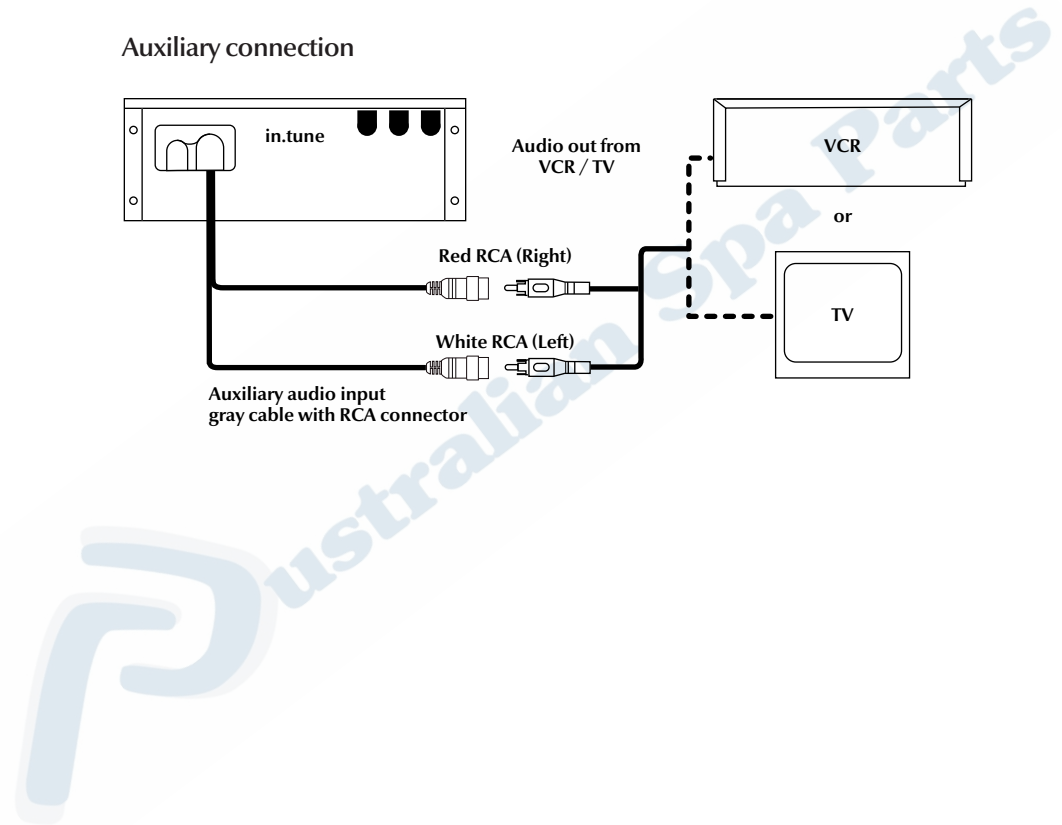 Auxiliary connection
in.tune
Audio out from
VCR / TV
VCR
or
TV
Red RCA (Right)
White RCA (Left)
Auxiliary audio input
gray cable with RCA connector
Australian Spa Parts